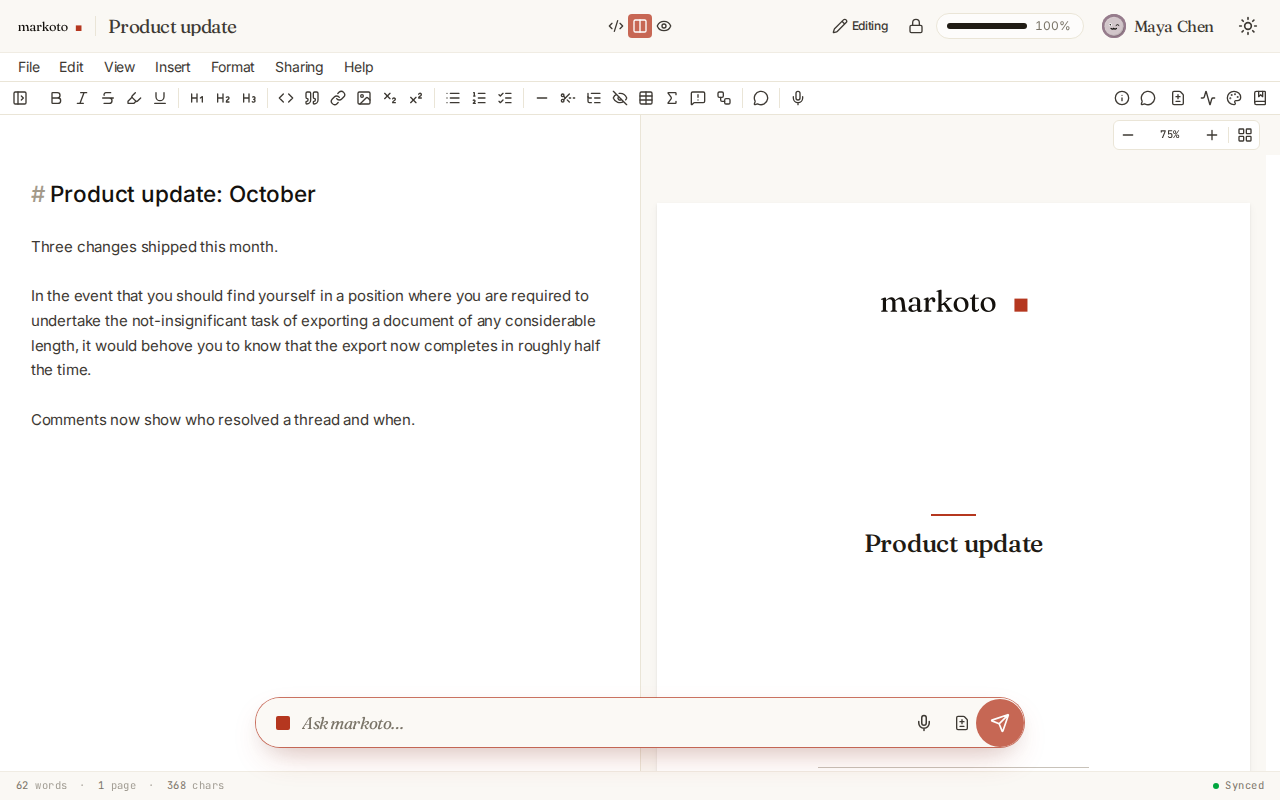 markoto
Product update
Editing
100%
Maya Chen
File Edit View Insert Format Sharing Help
H1 H2 H3
75%
# Product update: October
Three changes shipped this month.
In the event that you should find yourself in a position where you are required to
undertake the not-insignificant task of exporting a document of any considerable
length, it would behove you to know that the export now completes in roughly half
the time.
Comments now show who resolved a thread and when.
markoto
Product update
Ask markoto...
62 words · 1 page · 368 chars
Synced